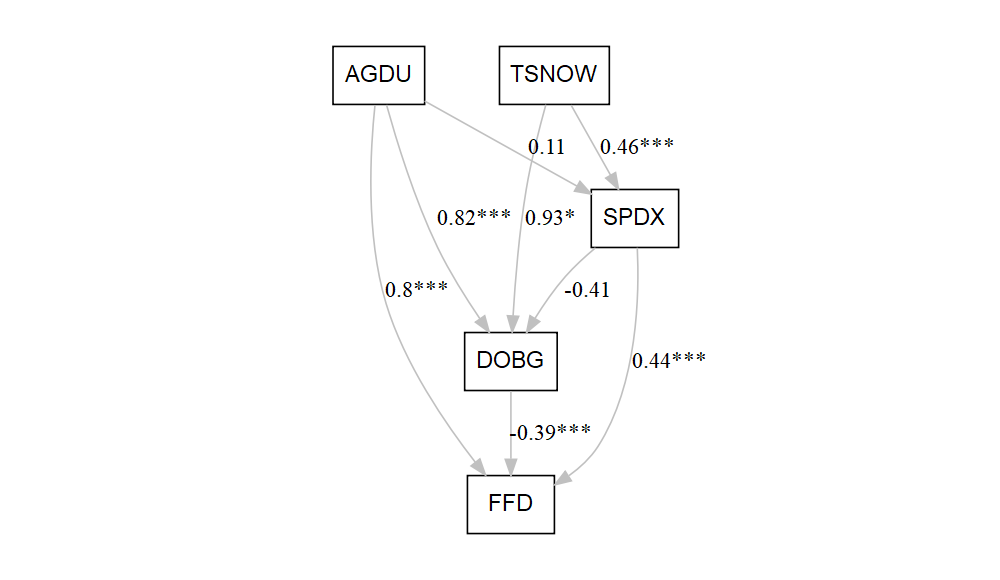 AGDU
TSNOW
0.11
0.46***
SPDX
0.82***
0.93*
0.8***
-0.41
DOBG
0.44***
-0.39***
FFD